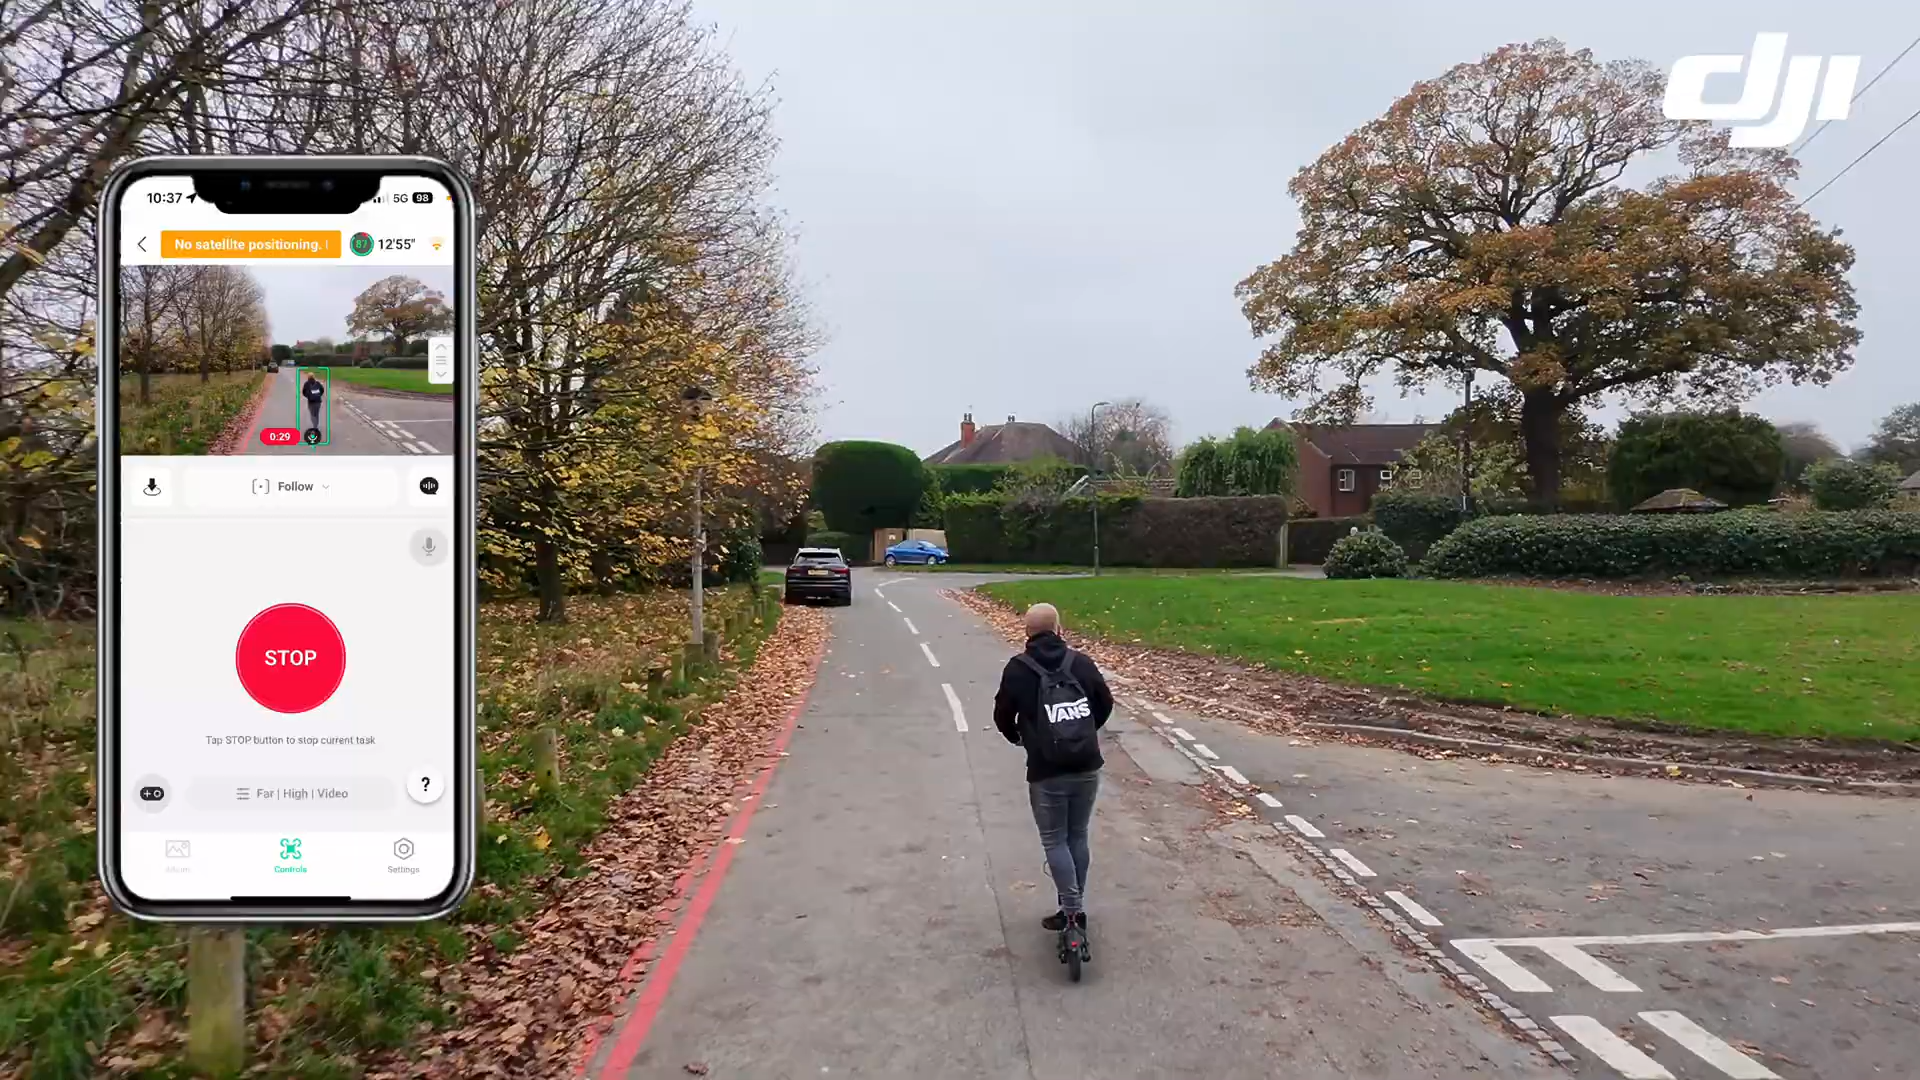 dji
10:37
5G 98
No satellite positioning.
87 12'55"
0:29
Follow
STOP
Tap STOP button to stop current task
Far | High | Video
?
Album
Controls
Settings
VANS